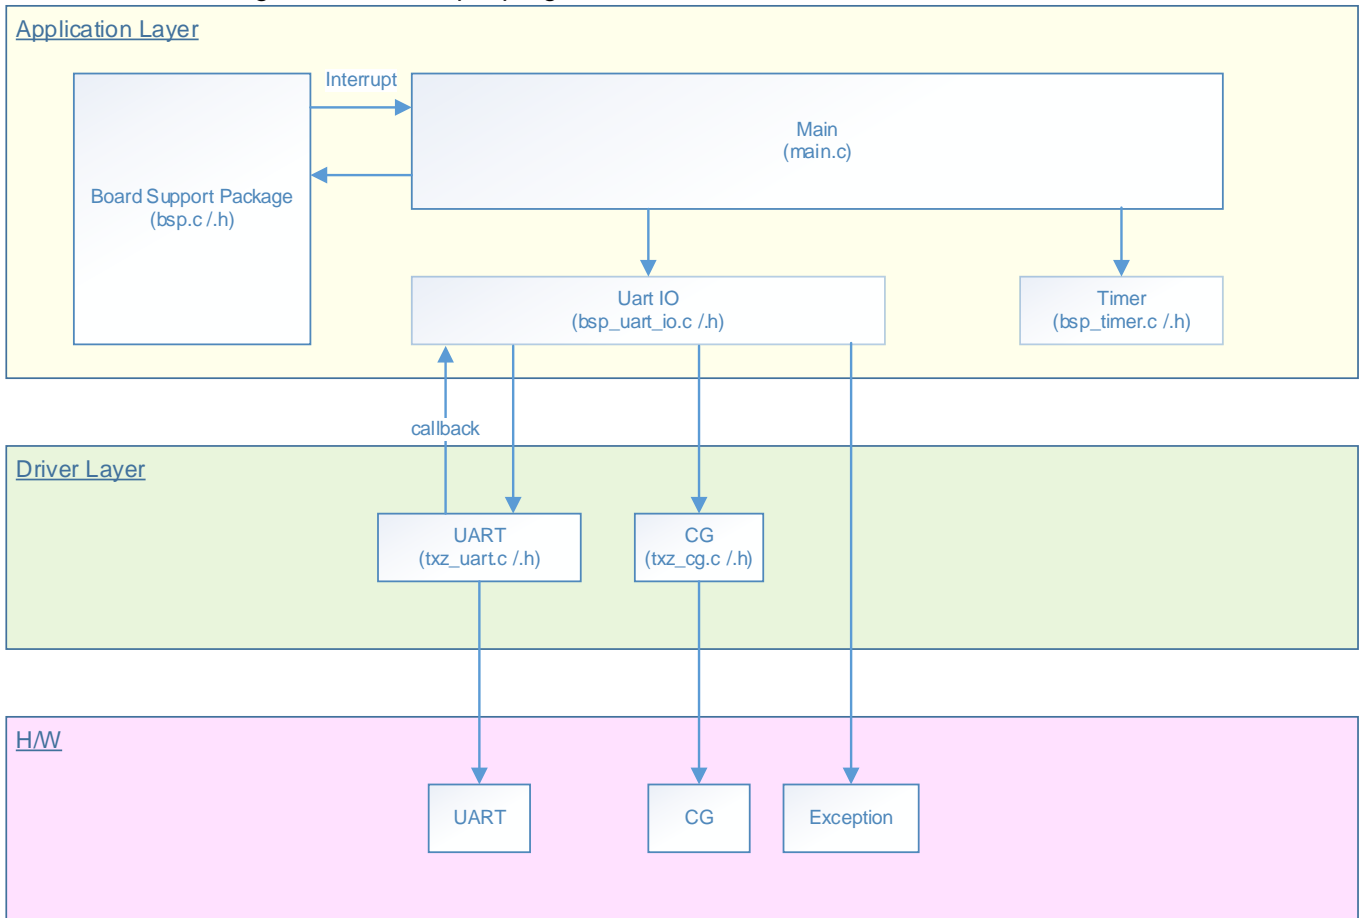 Application Layer
Interrupt
Main
(main.c)
Board Support Package
(bsp.c /.h)
Uart IO
(bsp_uart_io.c /.h)
Timer
(bsp_timer.c /.h)
callback
Driver Layer
UART
(txz_uart.c /.h)
CG
(txz_cg.c /.h)
H/W
UART
CG
Exception